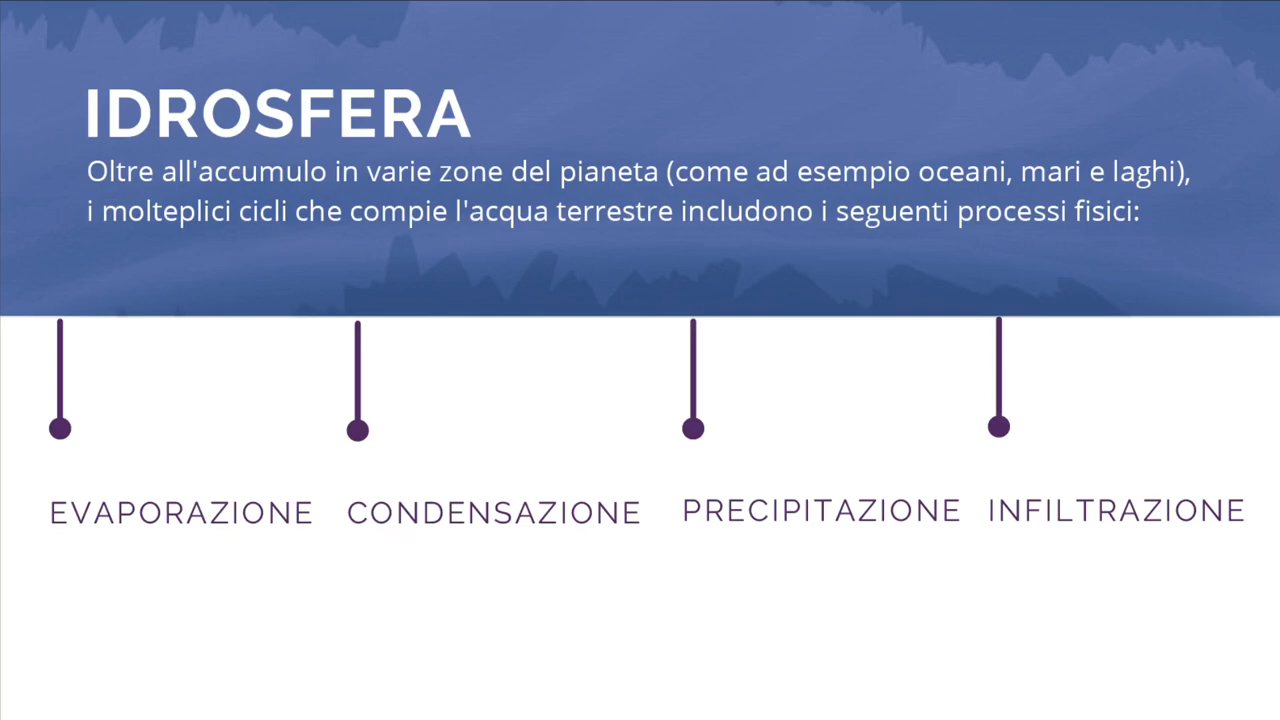 IDROSFERA
Oltre all'accumulo in varie zone del pianeta (come ad esempio oceani, mari e laghi),
i molteplici cicli che compie l'acqua terrestre includono i seguenti processi fisici:
EVAPORAZIONE
CONDENSAZIONE
PRECIPITAZIONE
INFILTRAZIONE